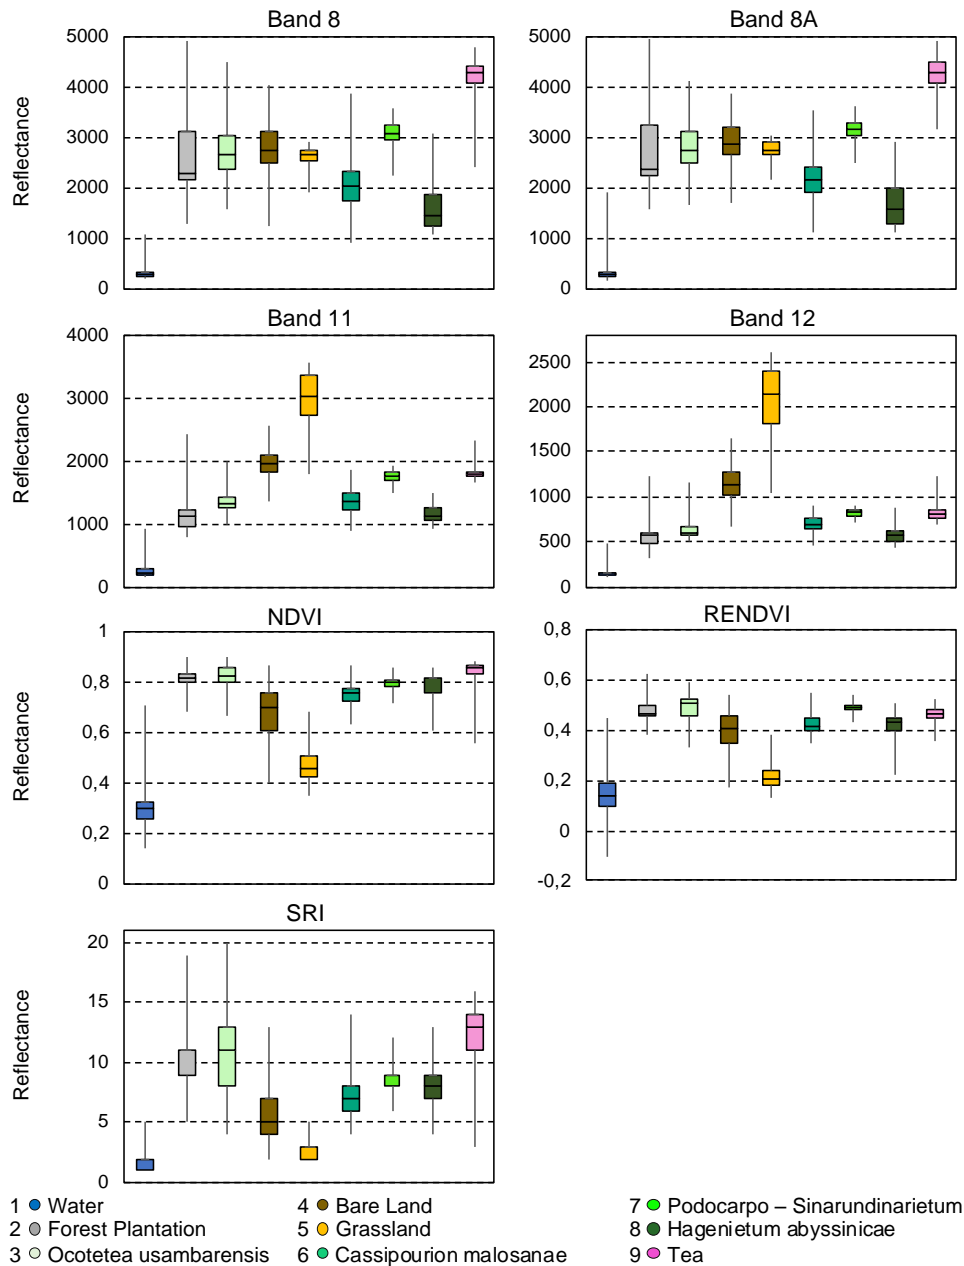 Band 8
Band 8A
Reflectance
5000
4000
3000
2000
1000
0
5000
4000
3000
2000
1000
0
Band 11
Band 12
Reflectance
4000
3000
2000
1000
0
2500
2000
1500
1000
500
0
NDVI
RENDVI
Reflectance
1
0,8
0,6
0,4
0,2
0
0,8
0,6
0,4
0,2
0
-0,2
SRI
Reflectance
20
15
10
5
0
1 Water
2 Forest Plantation
3 Ocotetea usambarensis
4 Bare Land
5 Grassland
6 Cassipourion malosanae
7 Podocarpo – Sinarundinarietum
8 Hagenietum abyssinicae
9 Tea